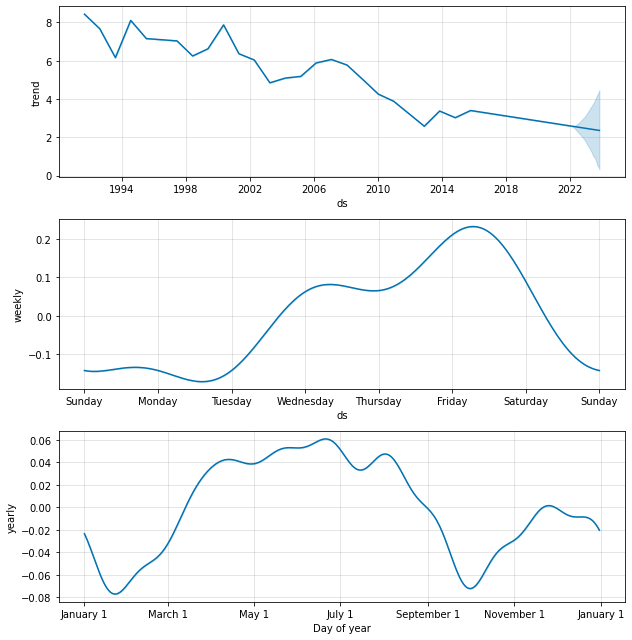 8
6
4
2
0
trend
1994 1998 2002 2006 2010 2014 2018 2022
ds
0.2
0.1
0.0
−0.1
weekly
Sunday Monday Tuesday Wednesday Thursday Friday Saturday Sunday
ds
0.06
0.04
0.02
0.00
−0.02
−0.04
−0.06
−0.08
yearly
January 1 March 1 May 1 July 1 September 1 November 1 January 1
Day of year